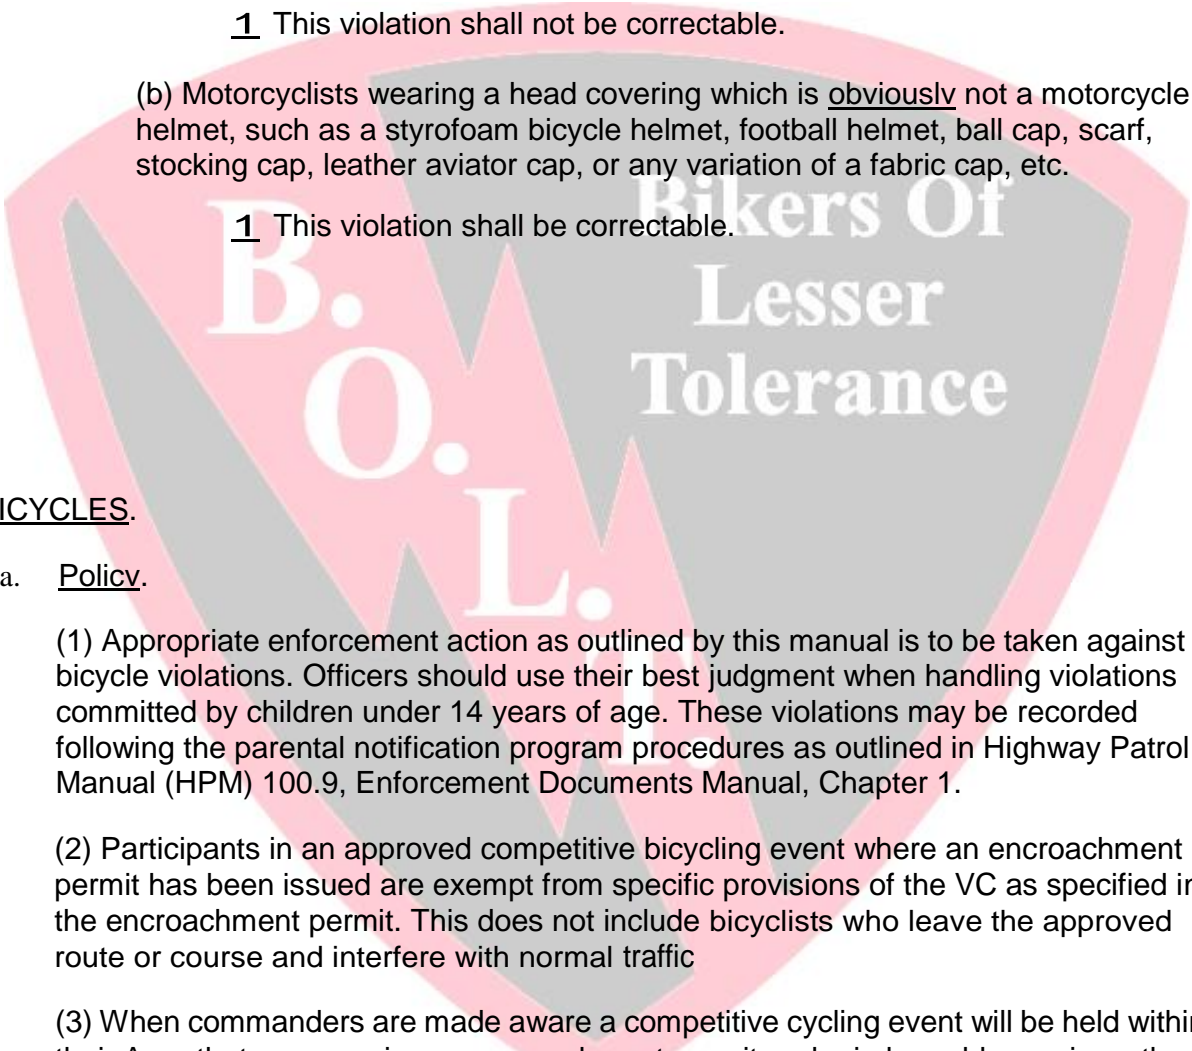 1 This violation shall not be correctable.
(b) Motorcyclists wearing a head covering which is obviouslv not a motorcycle
helmet, such as a styrofoam bicycle helmet, football helmet, ball cap, scarf,
stocking cap, leather aviator cap, or any variation of a fabric cap, etc.
1 This violation shall be correctable.
B.
O.
L.
T.
Bikers Of
Lesser
Tolerance
ICYCLES.
a. Policv.
(1) Appropriate enforcement action as outlined by this manual is to be taken against
bicycle violations. Officers should use their best judgment when handling violations
committed by children under 14 years of age. These violations may be recorded
following the parental notification program procedures as outlined in Highway Patrol
Manual (HPM) 100.9, Enforcement Documents Manual, Chapter 1.
(2) Participants in an approved competitive bicycling event where an encroachment
permit has been issued are exempt from specific provisions of the VC as specified in
the encroachment permit. This does not include bicyclists who leave the approved
route or course and interfere with normal traffic
(3) When commanders are made aware a competitive cycling event will be held within